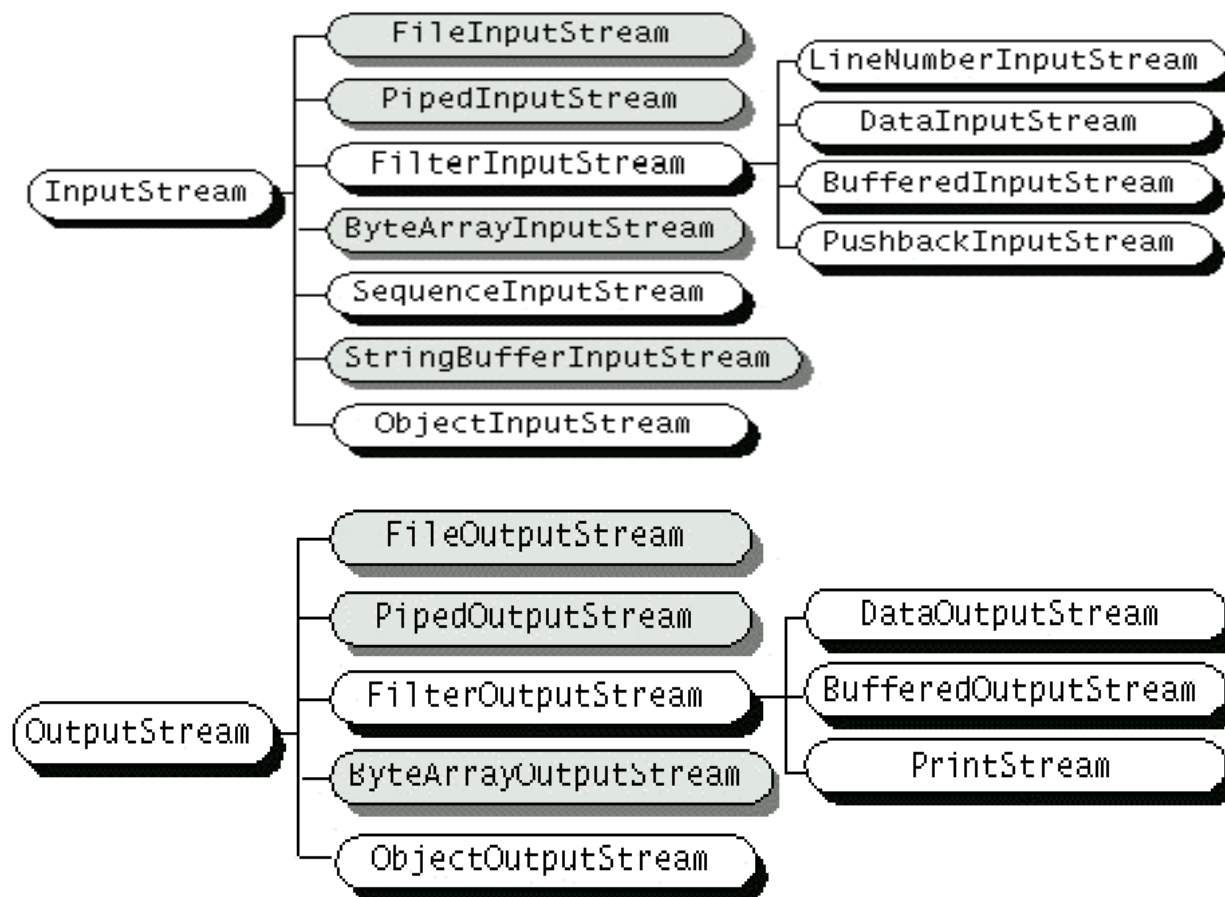 FileInputStream
PipedInputStream
FilterInputStream
InputStream
ByteArrayInputStream
SequenceInputStream
StringBufferInputStream
ObjectInputStream
LineNumberInputStream
DataInputStream
BufferedInputStream
PushbackInputStream
FileOutputStream
PipedOutputStream
FilterOutputStream
OutputStream
ByteArrayOutputStream
ObjectOutputStream
DataOutputStream
BufferedOutputStream
PrintStream